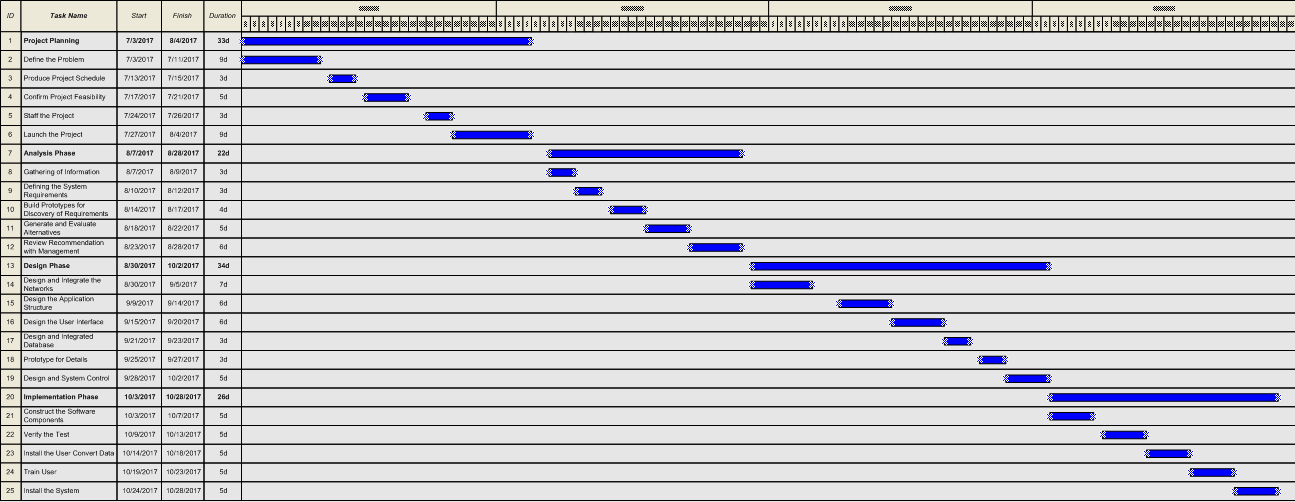 ID Task Name Start Finish Duration
1 Project Planning 7/3/2017 8/4/2017 33d
2 Define the Problem 7/3/2017 7/11/2017 9d
3 Produce Project Schedule 7/13/2017 7/15/2017 3d
4 Confirm Project Feasibility 7/17/2017 7/21/2017 5d
5 Staff the Project 7/24/2017 7/26/2017 3d
6 Launch the Project 7/27/2017 8/4/2017 9d
7 Analysis Phase 8/7/2017 8/28/2017 22d
8 Gathering of Information 8/7/2017 8/9/2017 3d
9 Defining the System
Requirements 8/10/2017 8/12/2017 3d
10 Build Prototypes for
Discovery of Requirements 8/14/2017 8/17/2017 4d
11 Generate and Evaluate
Alternatives 8/18/2017 8/22/2017 5d
12 Review Recommendation
with Management 8/23/2017 8/28/2017 6d
13 Design Phase 8/30/2017 10/2/2017 34d
14 Design and Integrate the
Networks 8/30/2017 9/5/2017 7d
15 Design the Application
Structure 9/9/2017 9/14/2017 6d
16 Design the User Interface 9/15/2017 9/20/2017 6d
17 Design and Integrated
Database 9/21/2017 9/23/2017 3d
18 Prototype for Details 9/25/2017 9/27/2017 3d
19 Design and System Control 9/28/2017 10/2/2017 5d
20 Implementation Phase 10/3/2017 10/28/2017 26d
21 Construct the Software
Components 10/3/2017 10/7/2017 5d
22 Verify the Test 10/9/2017 10/13/2017 5d
23 Install the User Convert Data 10/14/2017 10/18/2017 5d
24 Train User 10/19/2017 10/23/2017 5d
25 Install the System 10/24/2017 10/28/2017 5d